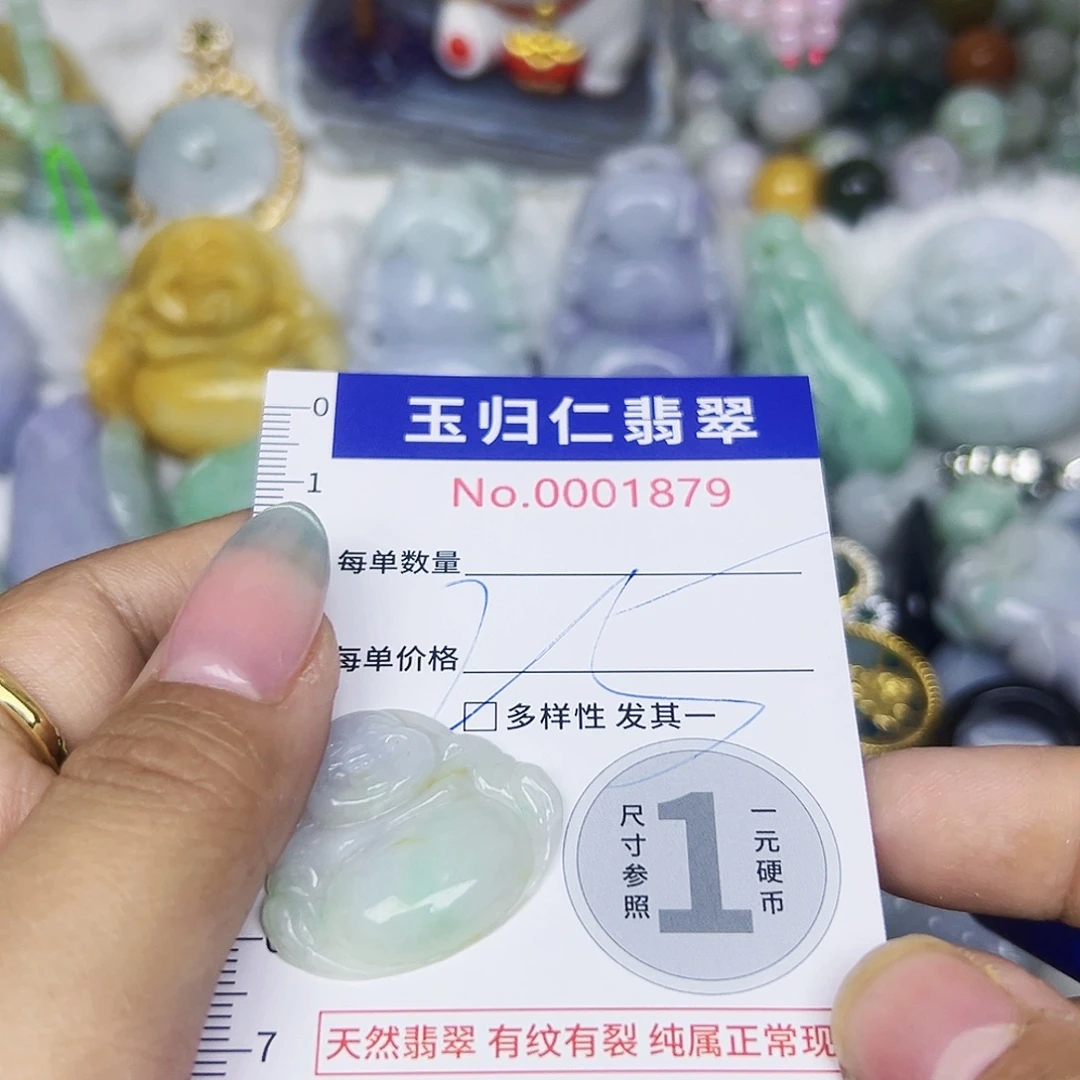 0
玉归仁翡翠
1
No.0001879
每单数量
每单价格
多样性 发其一
尺寸参照
1
一元硬币
7
天然翡翠 有纹有裂 纯属正常现